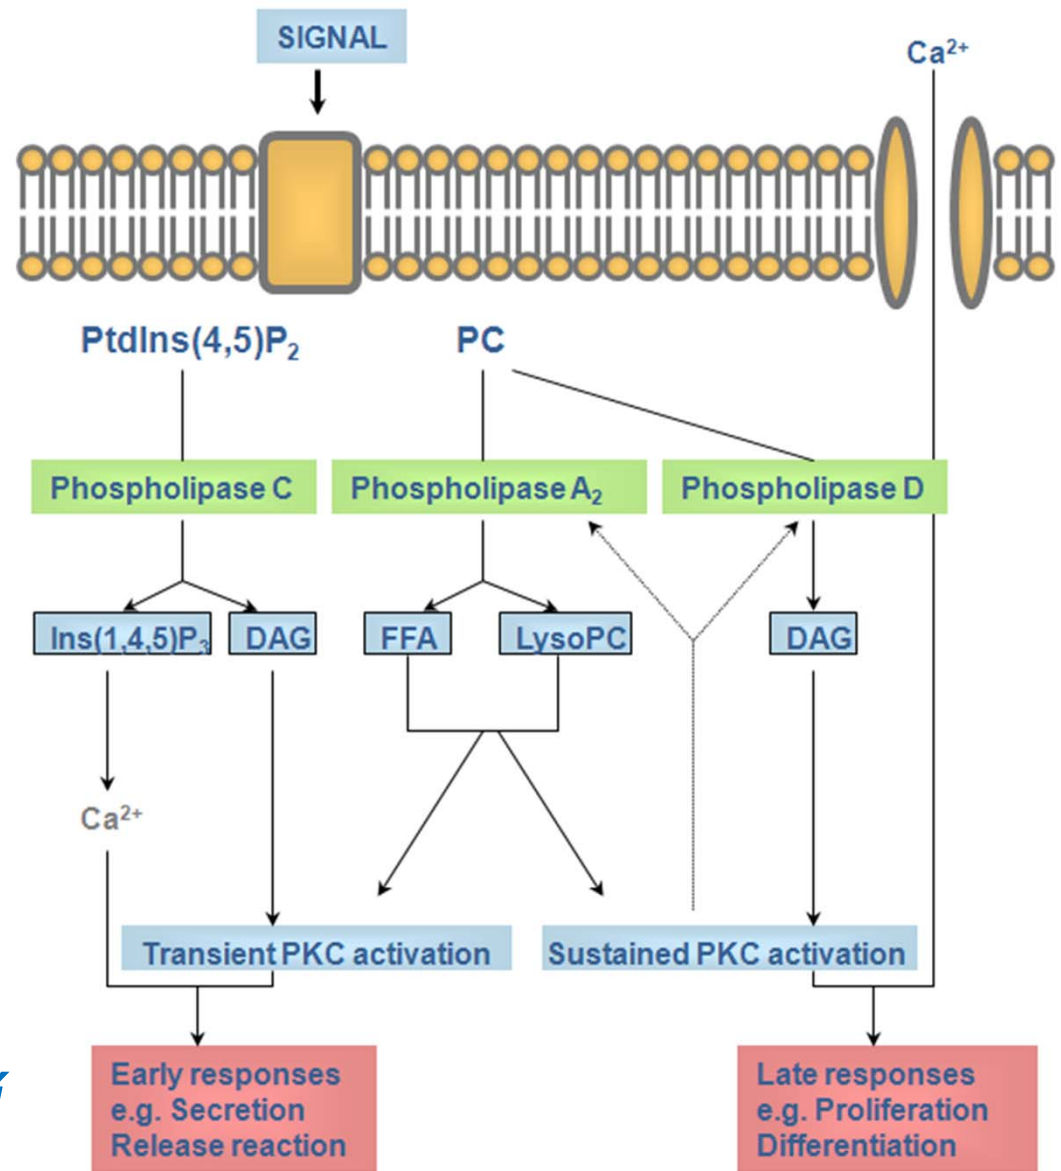 SIGNAL
Ca²⁺
PtdIns(4,5)P₂
PC
Phospholipase C
Phospholipase A₂
Phospholipase D
Ins(1,4,5)P₃
DAG
FFA
LysoPC
DAG
Ca²⁺
Transient PKC activation
Sustained PKC activation
Early responses
e.g. Secretion
Release reaction
Late responses
e.g. Proliferation
Differentiation